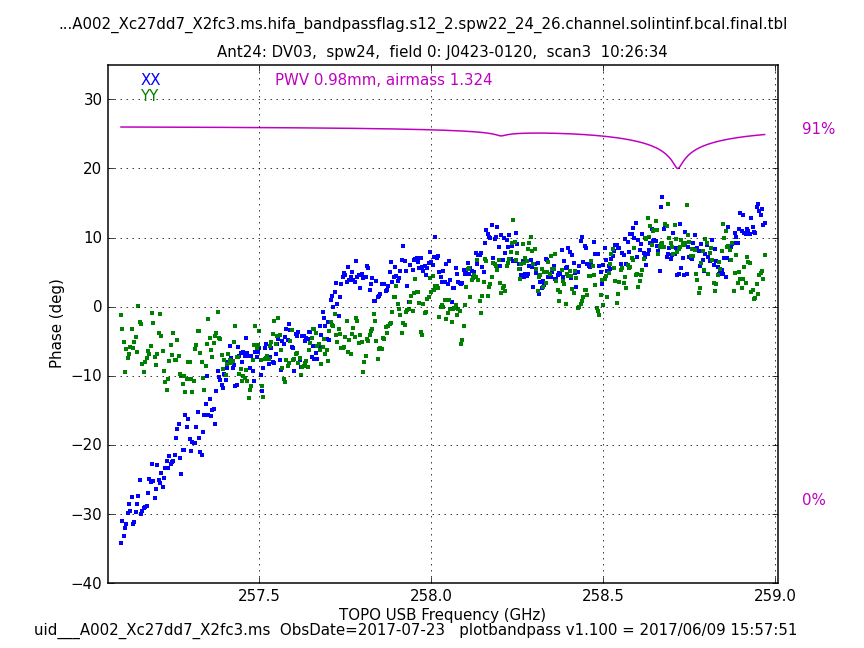 ...A002_Xc27dd7_X2fc3.ms.hifa_bandpassflag.s12_2.spw22_24_26.channel.solintinf.bcal.final.tbl
Ant24: DV03,  spw24,  field 0: J0423-0120,  scan3  10:26:34
XX
PWV 0.98mm, airmass 1.324
YY
30
20
10
0
−10
−20
−30
−40
91%
0%
Phase (deg)
257.5
258.0
258.5
259.0
TOPO USB Frequency (GHz)
uid___A002_Xc27dd7_X2fc3.ms  ObsDate=2017-07-23   plotbandpass v1.100 = 2017/06/09 15:57:51